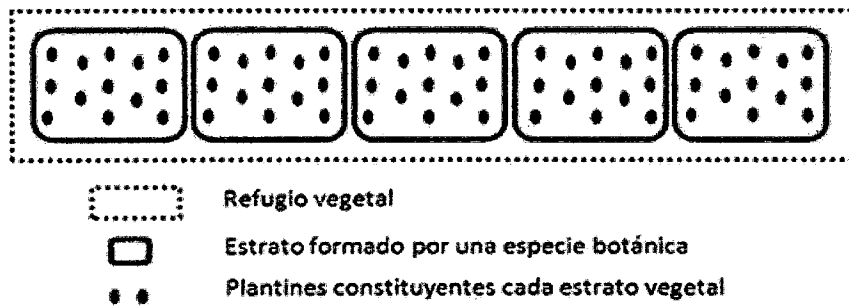 Refugio vegetal
Estrato formado por una especie botánica
Plantines constituyentes cada estrato vegetal